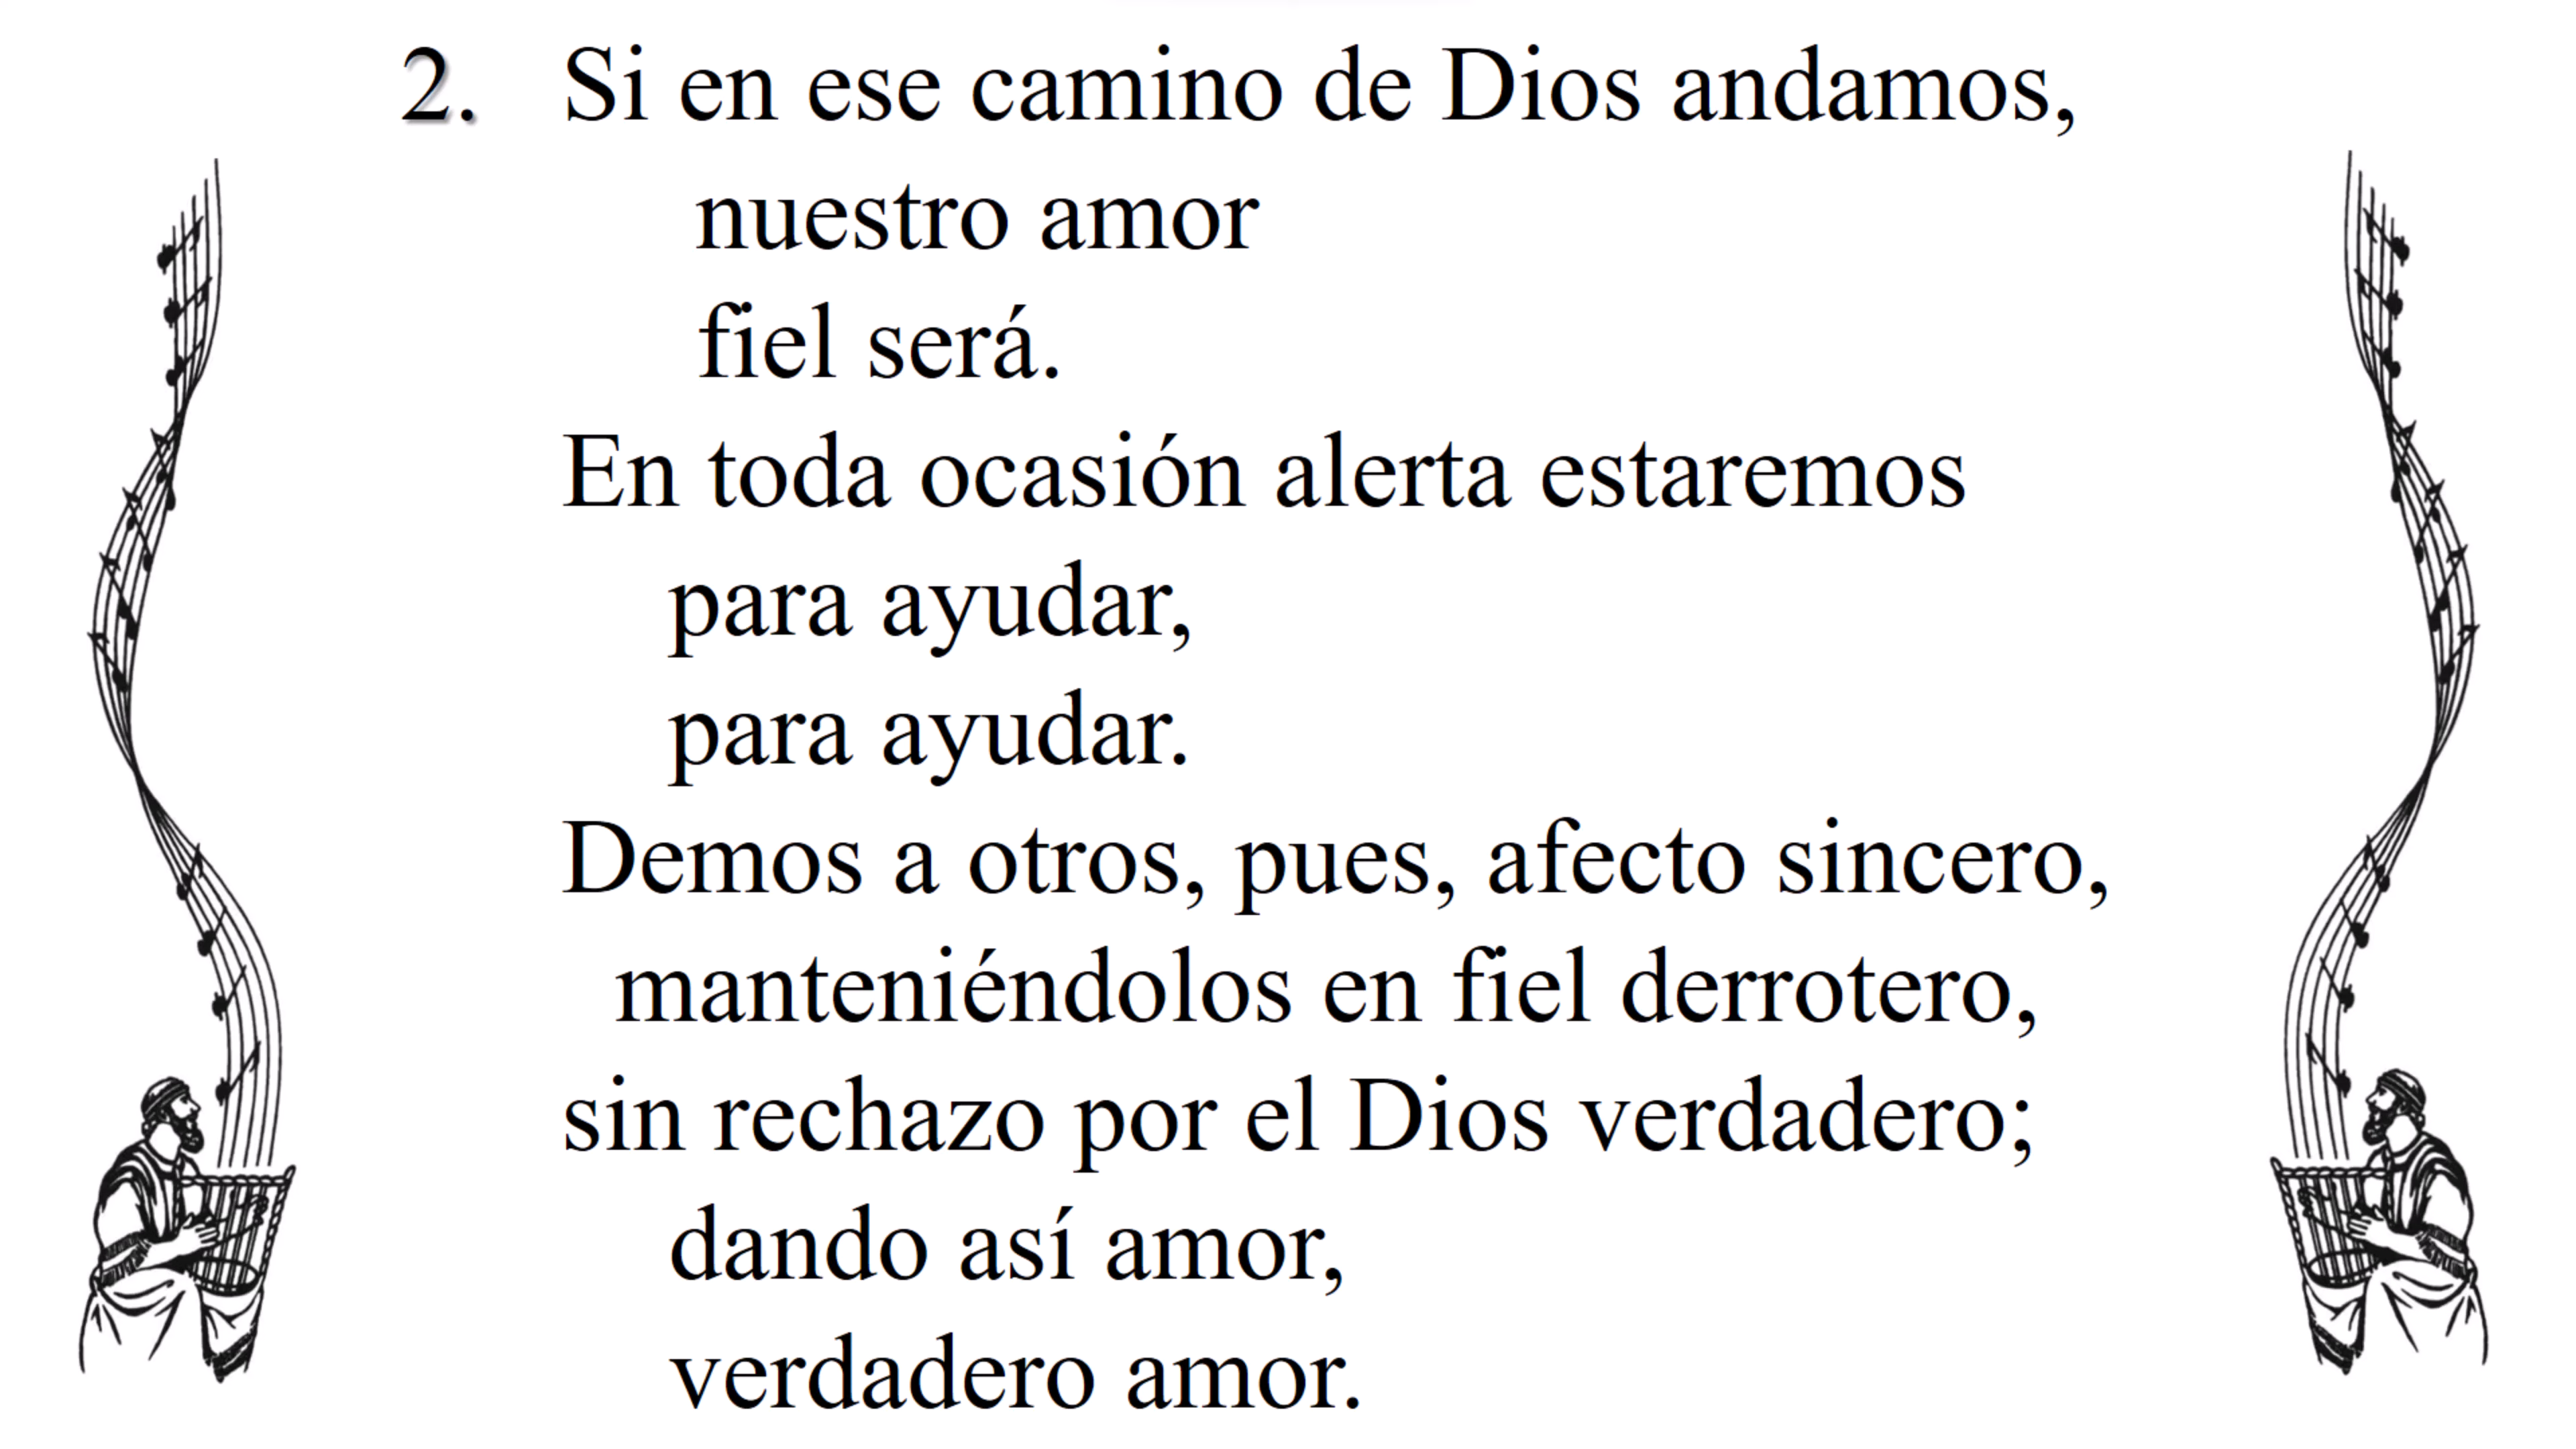 2. Si en ese camino de Dios andamos,
nuestro amor
fiel será.
En toda ocasión alerta estaremos
para ayudar,
para ayudar.
Demos a otros, pues, afecto sincero,
manteniéndolos en fiel derrotero,
sin rechazo por el Dios verdadero;
dando así amor,
verdadero amor.